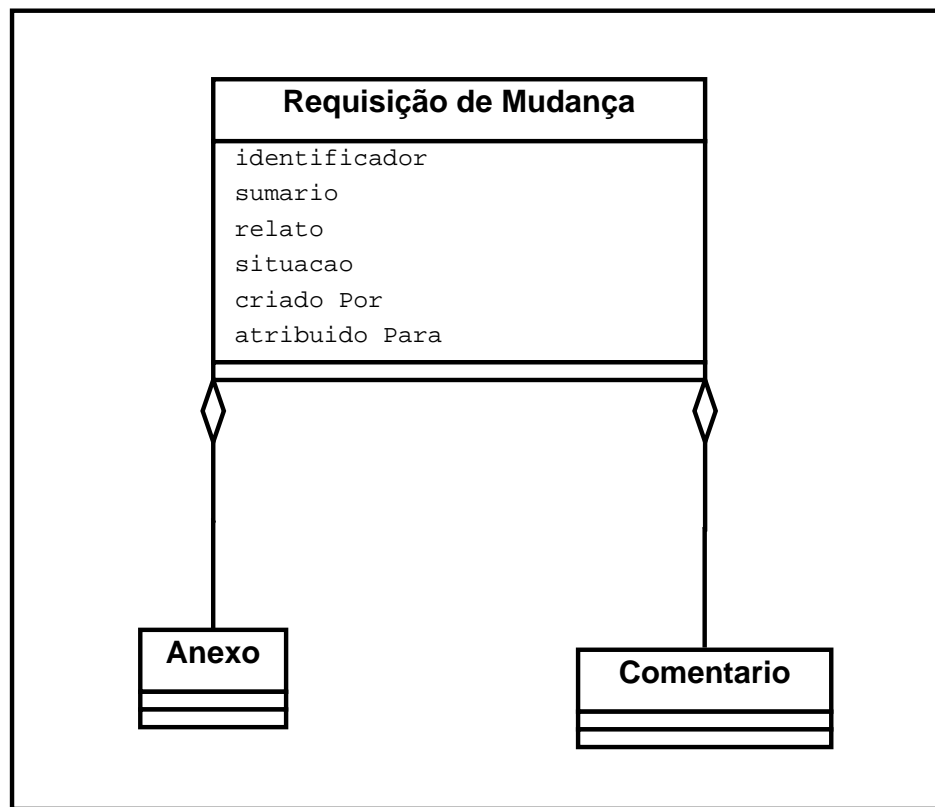 Requisição de Mudança
identificador
sumario
relato
situacao
criado Por
atribuido Para
Anexo
Comentario